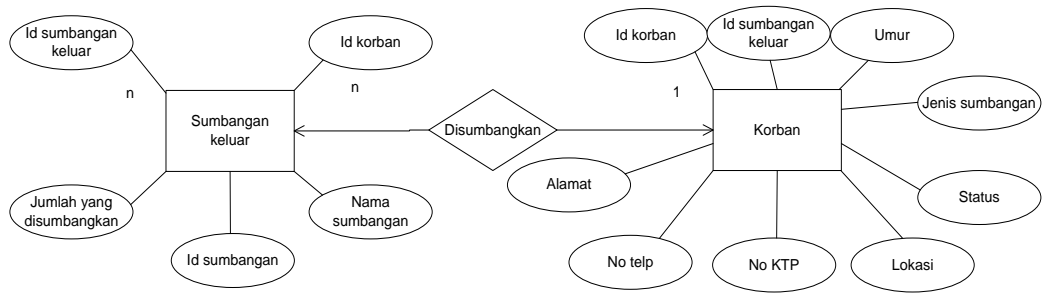 Id sumbangan
keluar
Id korban
n
n
Sumbangan
keluar
Jumlah yang
disumbangkan
Id sumbangan
Nama
sumbangan
Disumbangkan
1
Id korban
Id sumbangan
keluar
Umur
Jenis sumbangan
Korban
Alamat
Status
No telp
No KTP
Lokasi